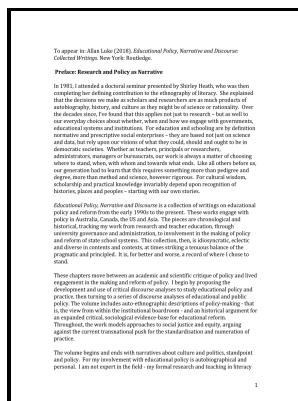 To appear in: Allan Luke (2018). Educational Policy, Narrative and Discourse:
Collected Writings. New York: Routledge.
Preface: Research and Policy as Narrative
In 1981, I attended a doctoral seminar presented by Shirley Heath, who was then
completing her defining contribution to the ethnography of literacy. She explained
that the decisions we make as scholars and researchers are as much products of
autobiography, history, and culture as they might be of science or rationality. Over
the decades since, I've found that this applies not just to research – but as well to
our everyday choices about whether, when and how we engage with governments,
educational systems and institutions. For education and schooling are by definition
normative and prescriptive social enterprises – they are based not just on science
and data, but rely upon our visions of what they could, should and ought to be in
democratic societies. Whether as teachers, principals or researchers,
administrators, managers or bureaucrats, our work is always a matter of choosing
where to stand, when, with whom and towards what ends. Like all others before us,
our generation had to learn that this requires something more than pedigree and
degree, more than method and science, however rigorous. For cultural wisdom,
scholarship and practical knowledge invariably depend upon recognition of
histories, places and peoples – starting with our own stories.
Educational Policy, Narrative and Discourse is a collection of writings on educational
policy and reform from the early 1990s to the present. These works engage with
policy in Australia, Canada, the US and Asia. The pieces are chronological and
historical, tracking my work from research and teacher education, through
university governance and administration, to involvement in the making of policy
and reform of state school systems. This collection, then, is idiosyncratic, eclectic
and diverse in contents and contexts, at times striking a tenuous balance of the
pragmatic and principled. It is, for better and worse, a record of where I chose to
stand.
These chapters move between an academic and scientific critique of policy and lived
engagement in the making and reform of policy. I begin by proposing the
development and use of critical discourse analyses to study educational policy and
practice, then turning to a series of discourse analyses of educational and public
policy. The volume includes auto-ethnographic descriptions of policy-making– that
is, the view from within the institutional boardroom - and an historical argument for
an expanded critical, sociological evidence-base for educational reform.
Throughout, the work models approaches to social justice and equity, arguing
against the current transnational push for the standardisation and numeration of
practice.
The volume begins and ends with narratives about culture and politics, standpoint
and policy. For my involvement with educational policy is autobiographical and
personal. I am not expert in the field - my formal research and teaching in literacy
1